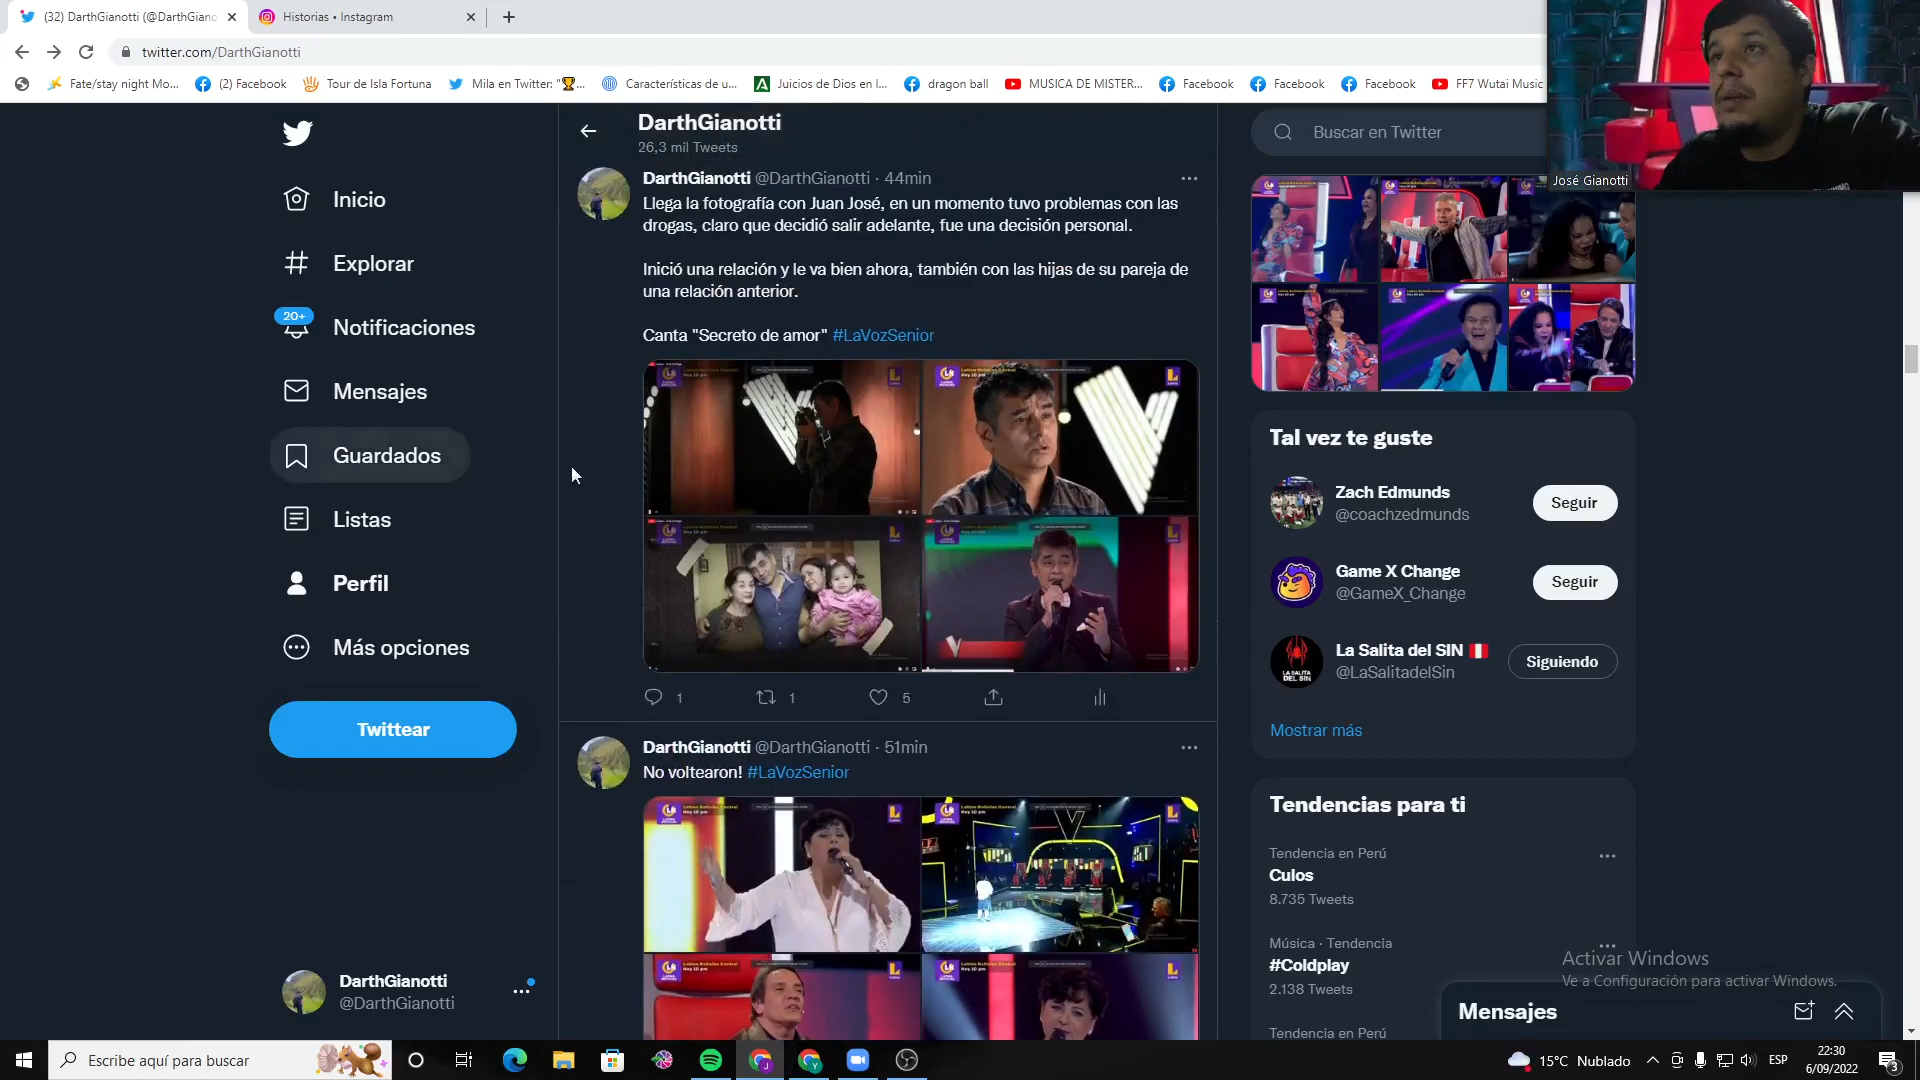 (32) DarthGianotti (@DarthGiano
Historias • Instagram
twitter.com/DarthGianotti
Fate/stay night Mo...
(2) Facebook
Tour de Isla Fortuna
Mila en Twitter: "🏆...
Características de u...
Juicios de Dios en l...
dragon ball
MUSICA DE MISTER...
Facebook
Facebook
Facebook
FF7 Wutai Music
José Gianotti
Inicio
Explorar
20+
Notificaciones
Mensajes
Guardados
Listas
Perfil
Más opciones
Twittear
DarthGianotti
@DarthGianotti
DarthGianotti
26,3 mil Tweets
DarthGianotti @DarthGianotti · 44min
Llega la fotografía con Juan José, en un momento tuvo problemas con las
drogas, claro que decidió salir adelante, fue una decisión personal.
Inició una relación y le va bien ahora, también con las hijas de su pareja de
una relación anterior.
Canta "Secreto de amor" #LaVozSenior
1
1
5
DarthGianotti @DarthGianotti · 51min
No voltearon! #LaVozSenior
Buscar en Twitter
Tal vez te guste
Zach Edmunds
@coachzedmunds
Seguir
Game X Change
@GameX_Change
Seguir
La Salita del SIN
@LaSalitadelSin
Siguiendo
Mostrar más
Tendencias para ti
Tendencia en Perú
Culos
8.735 Tweets
Música · Tendencia
#Coldplay
2.138 Tweets
Tendencia en Perú
Activar Windows
Ve a Configuración para activar Windows.
Mensajes
Escribe aquí para buscar
15°C Nublado
ESP
22:30
6/09/2022
3